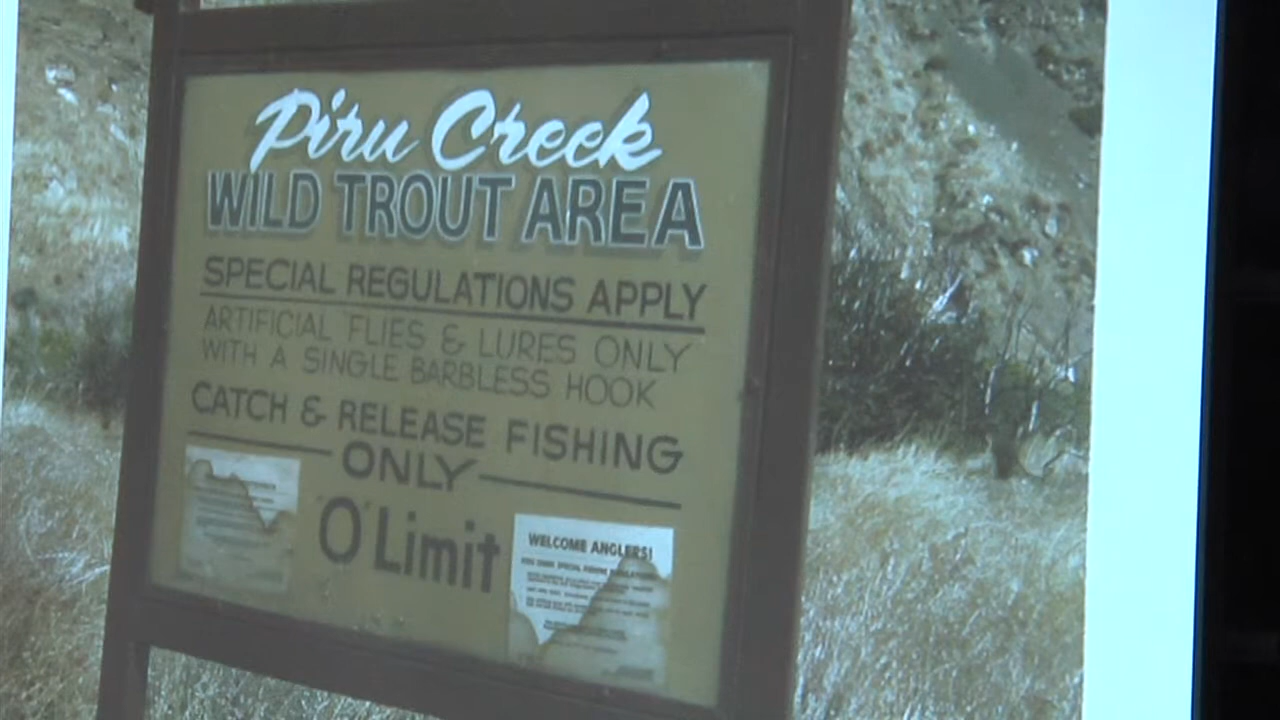 Piru Creek
WILD TROUT AREA
SPECIAL REGULATIONS APPLY
ARTIFICIAL FLIES & LURES ONLY
WITH A SINGLE BARBLESS HOOK
CATCH & RELEASE FISHING
ONLY
"O" Limit
WELCOME ANGLERS!